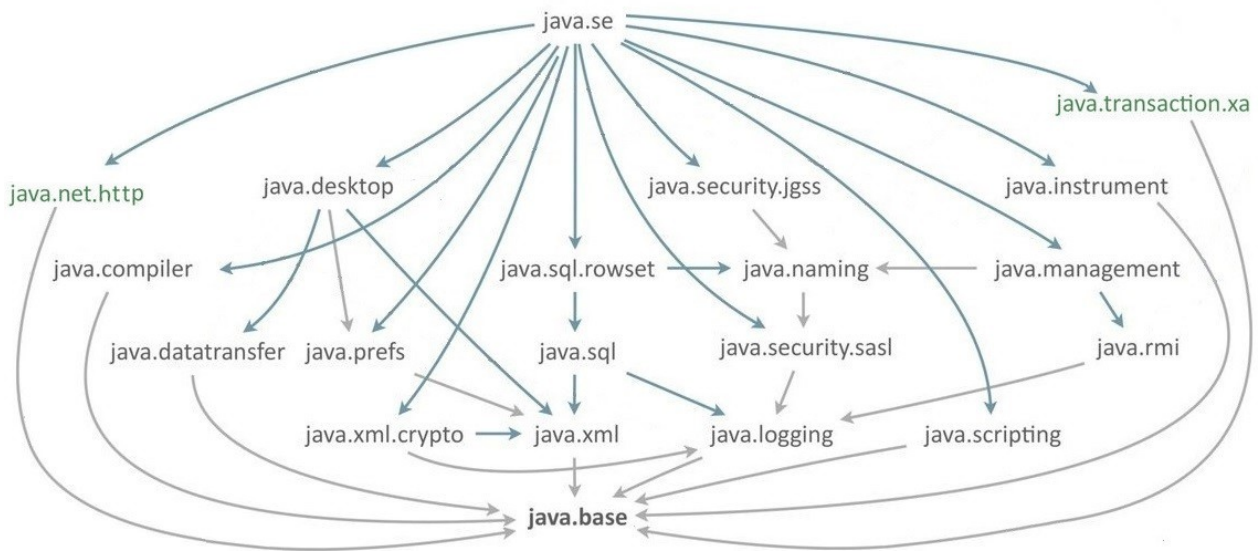 java.se
java.transaction.xa
java.net.http
java.desktop
java.security.jgss
java.instrument
java.compiler
java.sql.rowset
java.naming
java.management
java.datatransfer
java.prefs
java.sql
java.security.sasl
java.rmi
java.xml.crypto
java.xml
java.logging
java.scripting
java.base